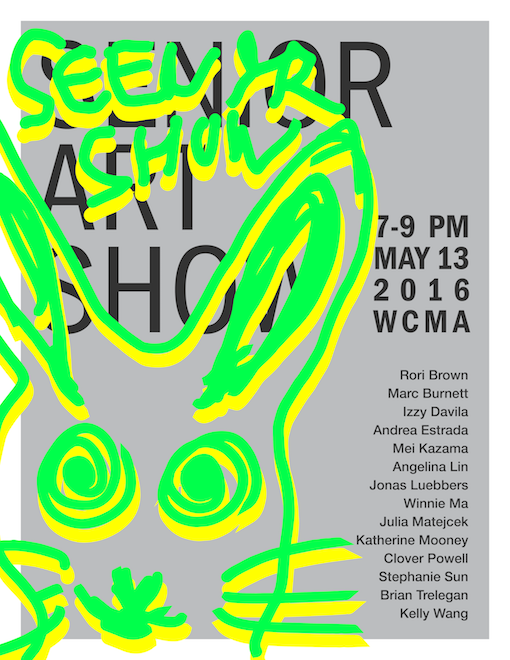 SEEN YR
SHOW
SENIOR
ART
SHOW
7-9 PM
MAY 13
2016
WCMA
Rori Brown
Marc Burnett
Izzy Davila
Andrea Estrada
Mei Kazama
Angelina Lin
Jonas Luebbers
Winnie Ma
Julia Matejcek
Katherine Mooney
Clover Powell
Stephanie Sun
Brian Trelegan
Kelly Wang